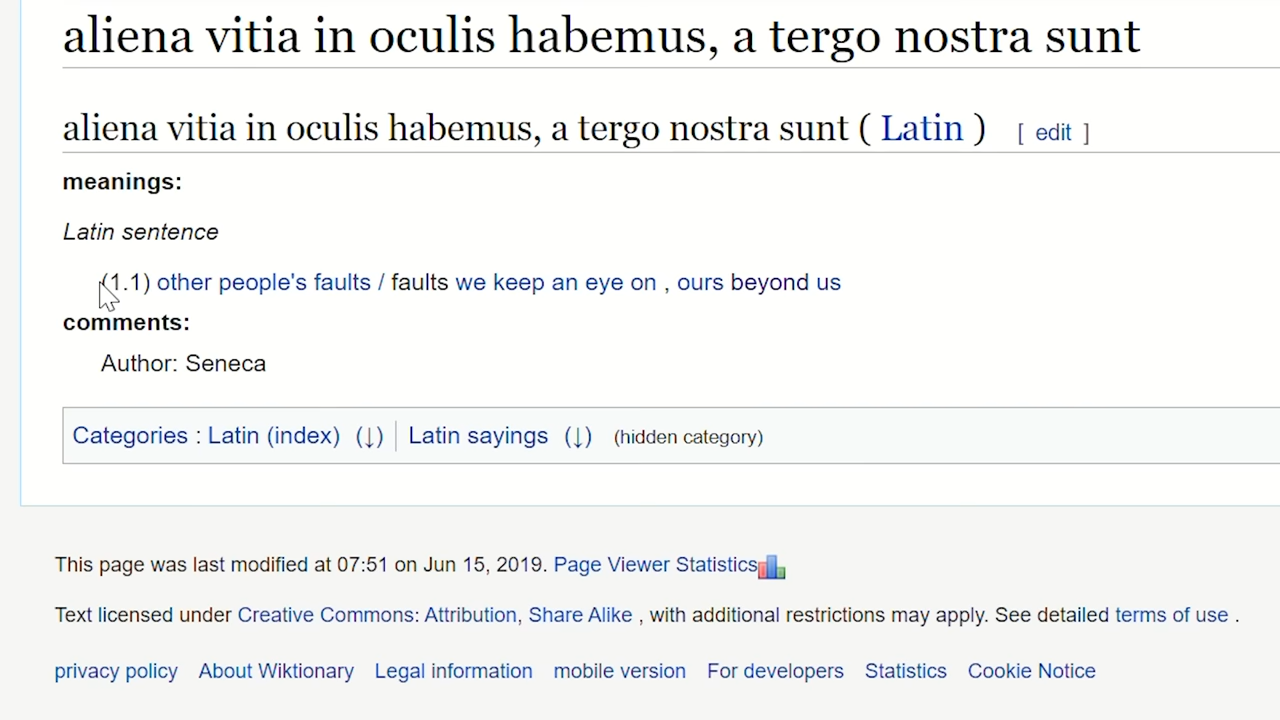 aliena vitia in oculis habemus, a tergo nostra sunt
aliena vitia in oculis habemus, a tergo nostra sunt ( Latin ) [ edit ]
meanings:
Latin sentence
(1.1) other people's faults / faults we keep an eye on , ours beyond us
comments:
Author: Seneca
Categories : Latin (index) (↓) | Latin sayings (↓) (hidden category)
This page was last modified at 07:51 on Jun 15, 2019. Page Viewer Statistics
Text licensed under Creative Commons: Attribution, Share Alike , with additional restrictions may apply. See detailed terms of use .
privacy policy About Wiktionary Legal information mobile version For developers Statistics Cookie Notice